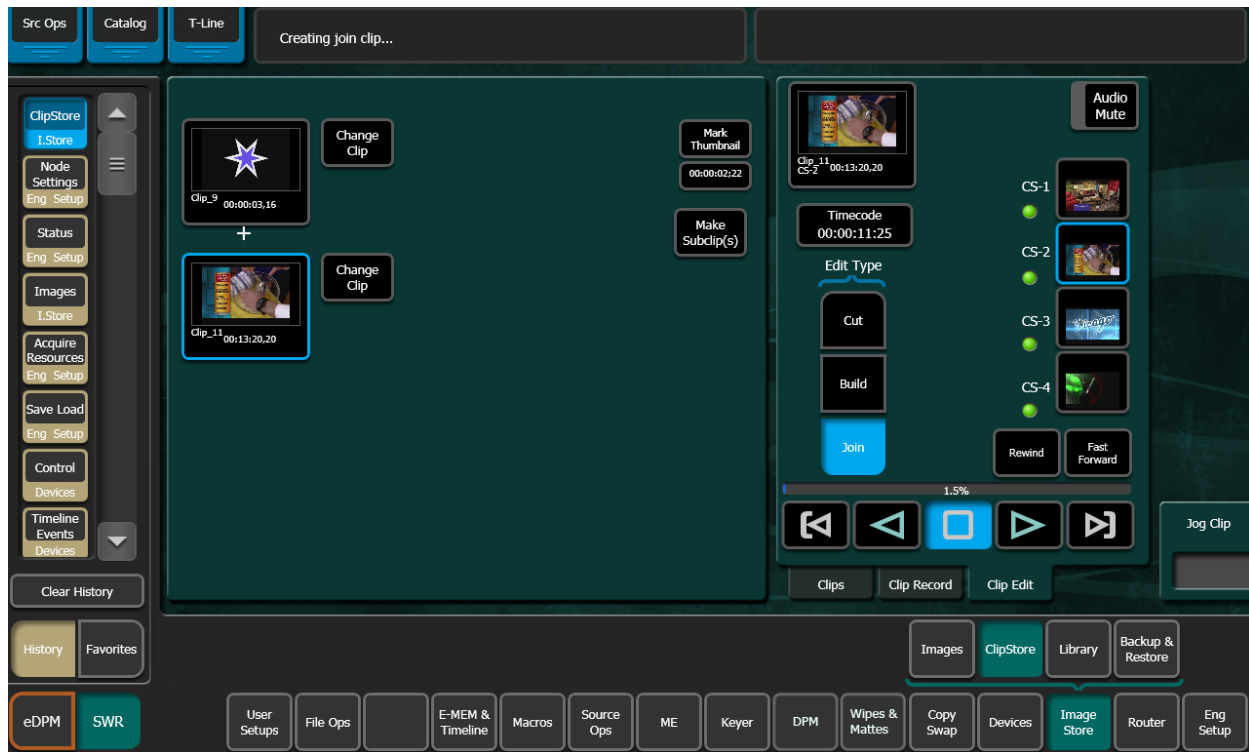 Src Ops
Catalog
T-Line
Creating join clip...
ClipStore
I.Store
Node
Settings
Eng Setup
Status
Eng Setup
Images
I.Store
Acquire
Resources
Eng Setup
Save Load
Eng Setup
Control
Devices
Timeline
Events
Devices
Clear History
History
Favorites
eDPM
SWR
Clip_9 00:00:03,16
Change
Clip
+
Clip_11 00:13:20,20
Change
Clip
Mark
Thumbnail
00:00:02;22
Make
Subclip(s)
Clip_11
CS-2 00:13:20,20
Audio
Mute
Timecode
00:00:11:25
Edit Type
Cut
Build
Join
CS-1
CS-2
CS-3
CS-4
Rewind
Fast
Forward
1.5%
Clips
Clip Record
Clip Edit
Jog Clip
Images
ClipStore
Library
Backup &
Restore
User
Setups
File Ops
E-MEM &
Timeline
Macros
Source
Ops
ME
Keyer
DPM
Wipes &
Mattes
Copy
Swap
Devices
Image
Store
Router
Eng
Setup